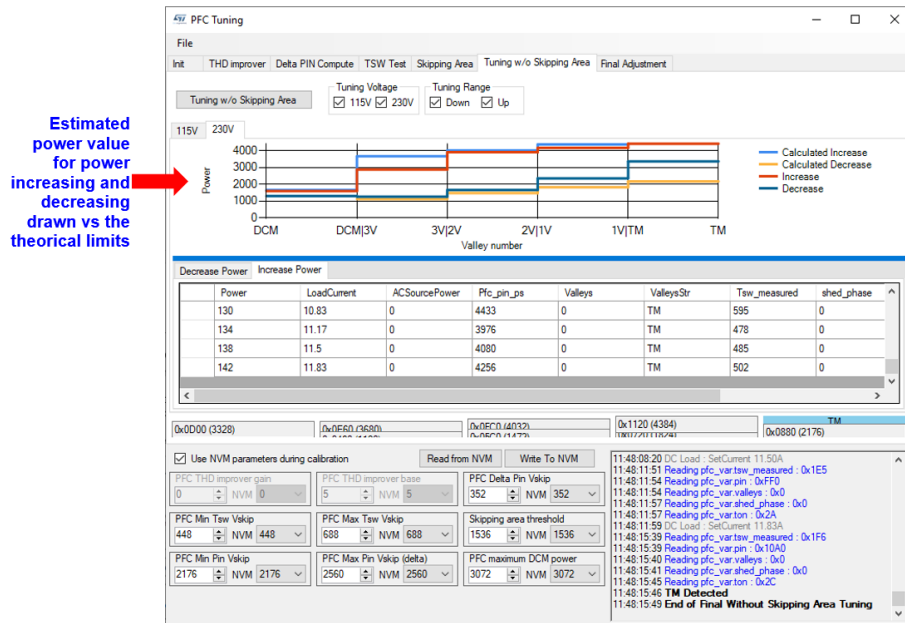 PFC Tuning
File
Init THD improver Delta PIN Compute TSW Test Skipping Area Tuning w/o Skipping Area Final Adjustment
Tuning w/o Skipping Area
Tuning Voltage
115V 230V
Tuning Range
Down Up
Estimated
power value
for power
increasing and
decreasing
drawn vs the
theorical limits
115V 230V
Power
4000
3000
2000
1000
0
DCM DCM|3V 3V|2V 2V|1V 1V|TM TM
Valley number
Calculated Increase
Calculated Decrease
Increase
Decrease
Decrease Power Increase Power
Power LoadCurrent ACSourcePower Pfc_pin_ps Valleys ValleysStr Tsw_measured shed_phase
130 10.83 0 4433 0 TM 595 0
134 11.17 0 3976 0 TM 478 0
138 11.5 0 4080 0 TM 485 0
142 11.83 0 4256 0 TM 502 0
0x0D00 (3328) 0x0E60 (3680) 0x0FC0 (4032) 0x1120 (4384) TM
0x0880 (2176)
Use NVM parameters during calibration Read from NVM Write To NVM
PFC THD improver gain PFC THD improver base PFC Delta Pin Vskip
0 NVM 0 5 NVM 5 352 NVM 352
PFC Min Tsw Vskip PFC Max Tsw Vskip Skipping area threshold
448 NVM 448 688 NVM 688 1536 NVM 1536
PFC Min Pin Vskip PFC Max Pin Vskip (delta) PFC maximum DCM power
2176 NVM 2176 2560 NVM 2560 3072 NVM 3072
11:48:08:20 DC Load : SetCurrent 11.50A
11:48:11:51 Reading pfc_var.tsw_measured : 0x1E5
11:48:11:54 Reading pfc_var.pin : 0xFF0
11:48:11:54 Reading pfc_var.valleys : 0x0
11:48:11:57 Reading pfc_var.shed_phase : 0x0
11:48:11:57 Reading pfc_var.ton : 0x2A
11:48:11:59 DC Load : SetCurrent 11.83A
11:48:15:39 Reading pfc_var.tsw_measured : 0x1F6
11:48:15:39 Reading pfc_var.pin : 0x10A0
11:48:15:40 Reading pfc_var.valleys : 0x0
11:48:15:41 Reading pfc_var.shed_phase : 0x0
11:48:15:45 Reading pfc_var.ton : 0x2C
11:48:15:46 TM Detected
11:48:15:49 End of Final Without Skipping Area Tuning